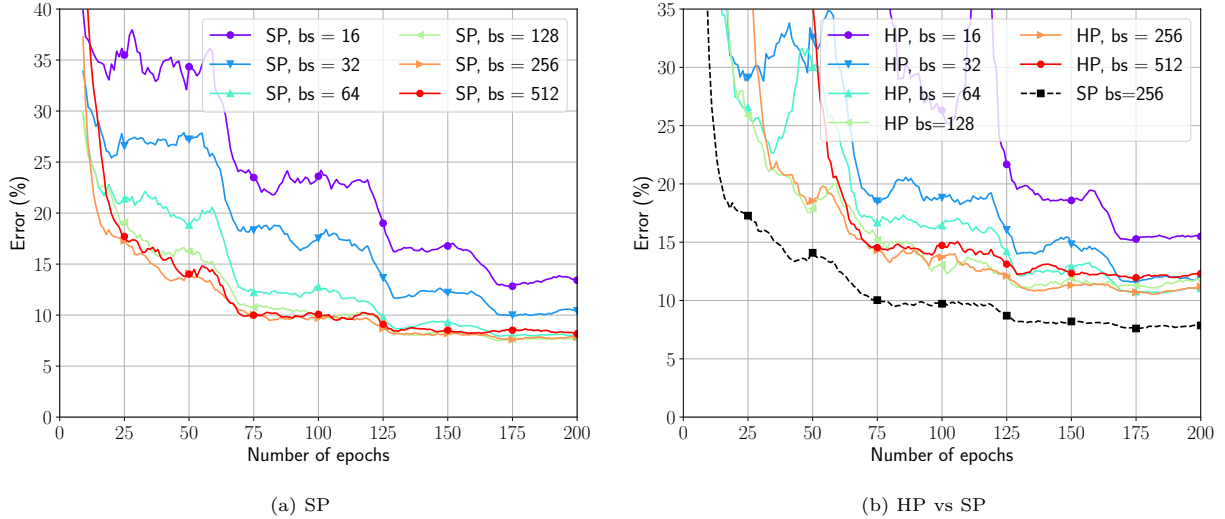 40
35
30
25
20
15
10
5
0
Error (%)
SP, bs = 16
SP, bs = 32
SP, bs = 64
SP, bs = 128
SP, bs = 256
SP, bs = 512
0 25 50 75 100 125 150 175 200
Number of epochs
(a) SP
35
30
25
20
15
10
5
0
Error (%)
HP, bs = 16
HP, bs = 32
HP, bs = 64
HP bs=128
HP, bs = 256
HP, bs = 512
SP bs=256
0 25 50 75 100 125 150 175 200
Number of epochs
(b) HP vs SP